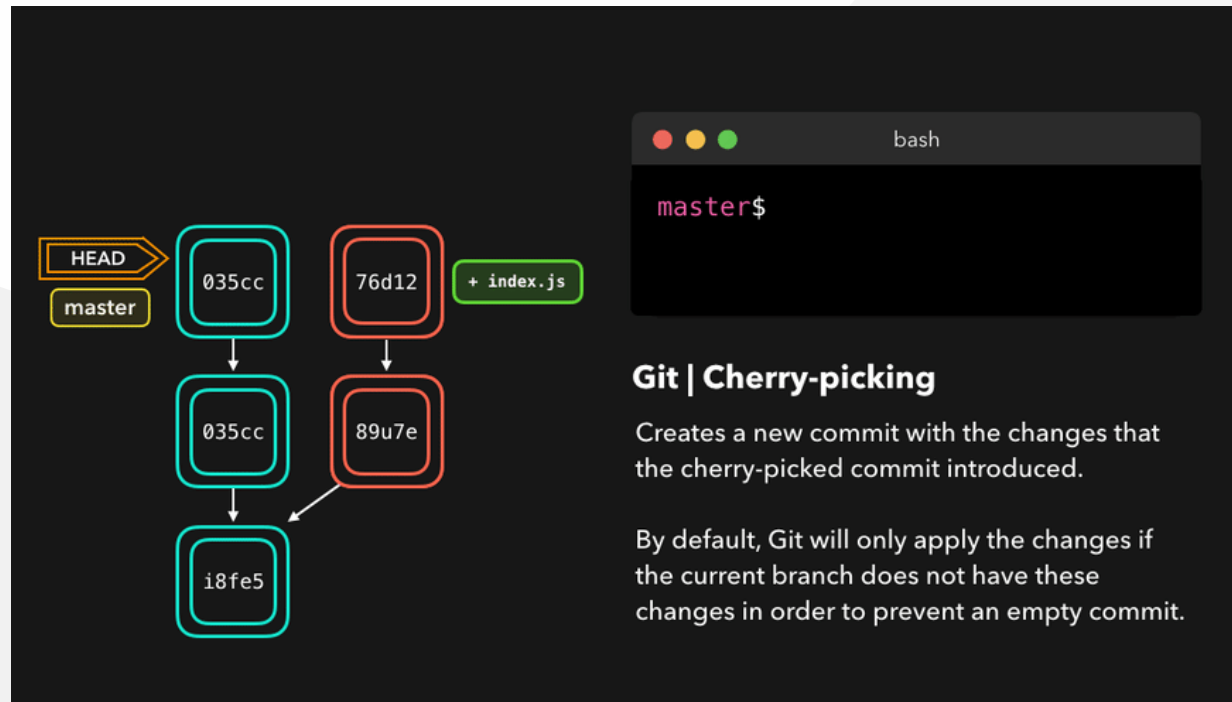 bash
master$
HEAD
master
035cc
76d12
+ index.js
035cc
89u7e
i8fe5
Git | Cherry-picking
Creates a new commit with the changes that
the cherry-picked commit introduced.
By default, Git will only apply the changes if
the current branch does not have these
changes in order to prevent an empty commit.